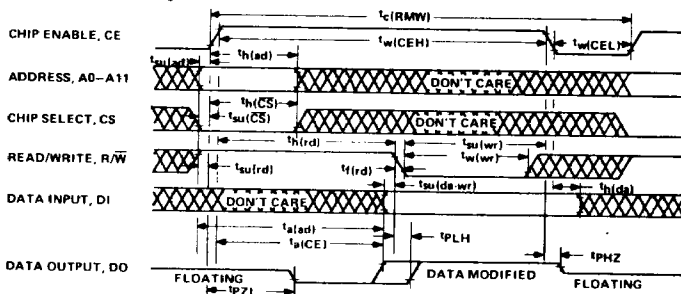 tc(RMW)
CHIP ENABLE, CE
tw(CEH)
tw(CEL)
tsu(ad)
th(ad)
ADDRESS, A0-A11
DON'T CARE
th(CS)
tsu(CS)
CHIP SELECT, CS
DON'T CARE
th(rd)
tsu(wr)
tw(wr)
READ/WRITE, R/W
tsu(rd)
tf(rd)
tsu(da-wr)
th(da)
DATA INPUT, DI
DON'T CARE
ta(ad)
ta(CE)
tPLH
tPHZ
DATA OUTPUT, DO
FLOATING
DATA MODIFIED
FLOATING
tPZL